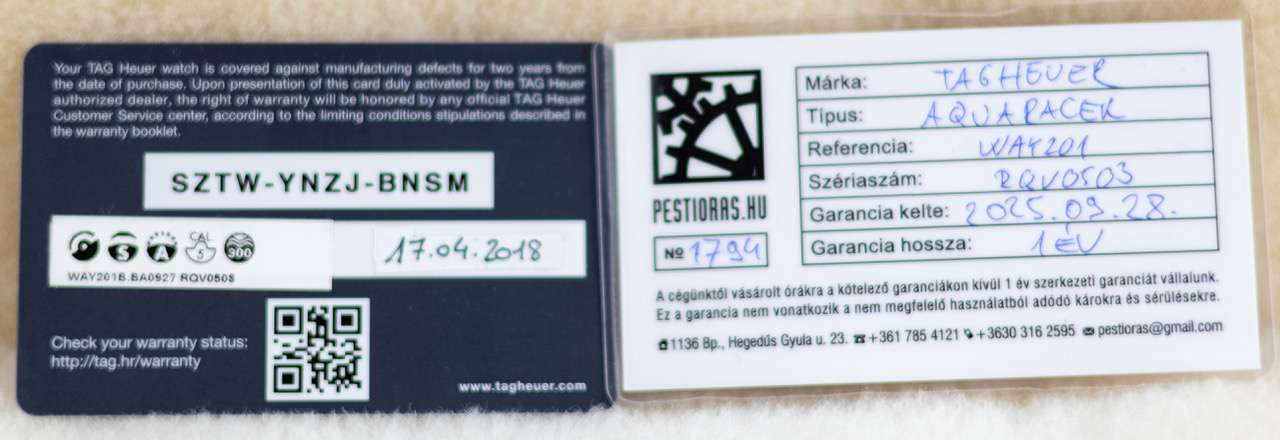 Your TAG Heuer watch is covered against manufacturing defects for two years from
the date of purchase. Upon presentation of this card duly activated by the TAG Heuer
authorized dealer, the right of warranty will be honored by any official TAG Heuer
Customer Service center, according to the limiting conditions stipulations described in
the warranty booklet.
SZTW-YNZJ-BNSM
S A CAL 5 300
17.04.2018
WAY201B.BA0927 RQV0503
Check your warranty status:
http://tag.hr/warranty
www.tagheuer.com
PESTIORAS.HU
№ 1794
Márka: TAG HEUER
Típus: AQUARACER
Referencia: WAY201
Szériaszám: RQV0503
Garancia kelte: 2025.09.28.
Garancia hossza: 1 ÉV
A cégünktől vásárolt órákra a kötelező garanciákon kívül 1 év szerkezeti garanciát vállalunk.
Ez a garancia nem vonatkozik a nem megfelelő használatból adódó károkra és sérülésekre.
1136 Bp., Hegedűs Gyula u. 23. +361 785 4121 +3630 316 2595 pestioras@gmail.com